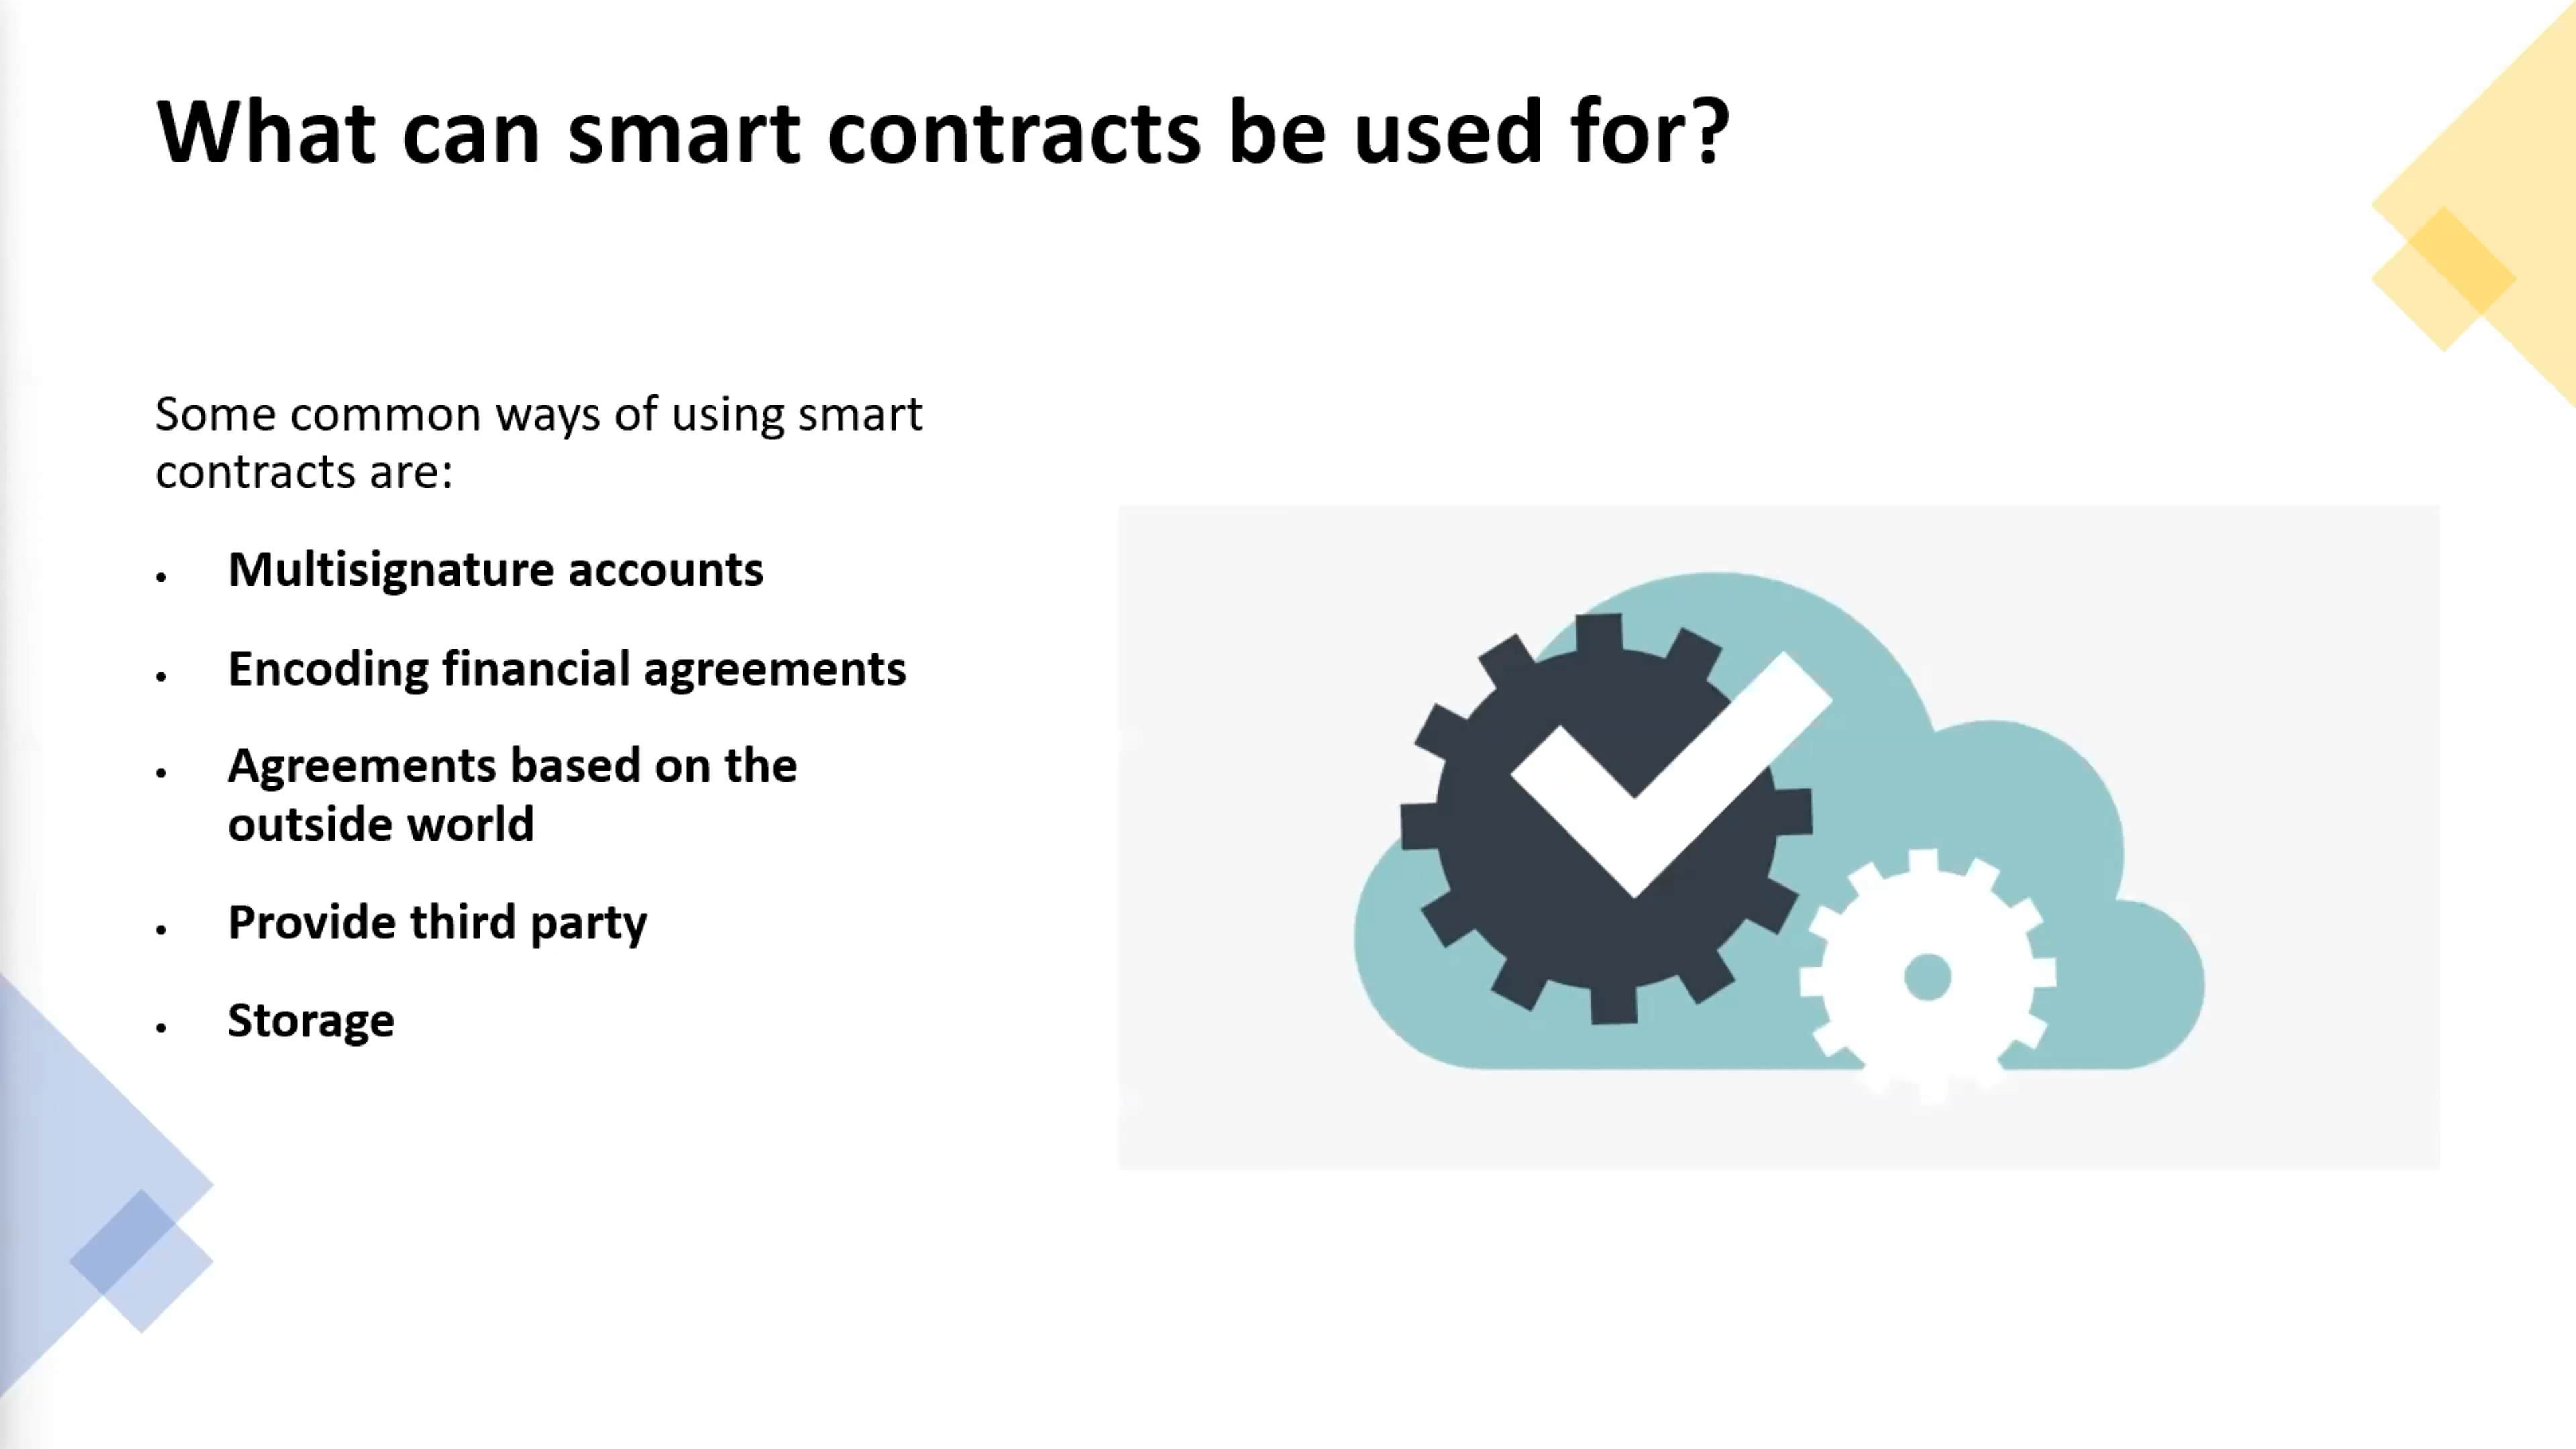 What can smart contracts be used for?
Some common ways of using smart
contracts are:
• Multisignature accounts
• Encoding financial agreements
• Agreements based on the
outside world
• Provide third party
• Storage